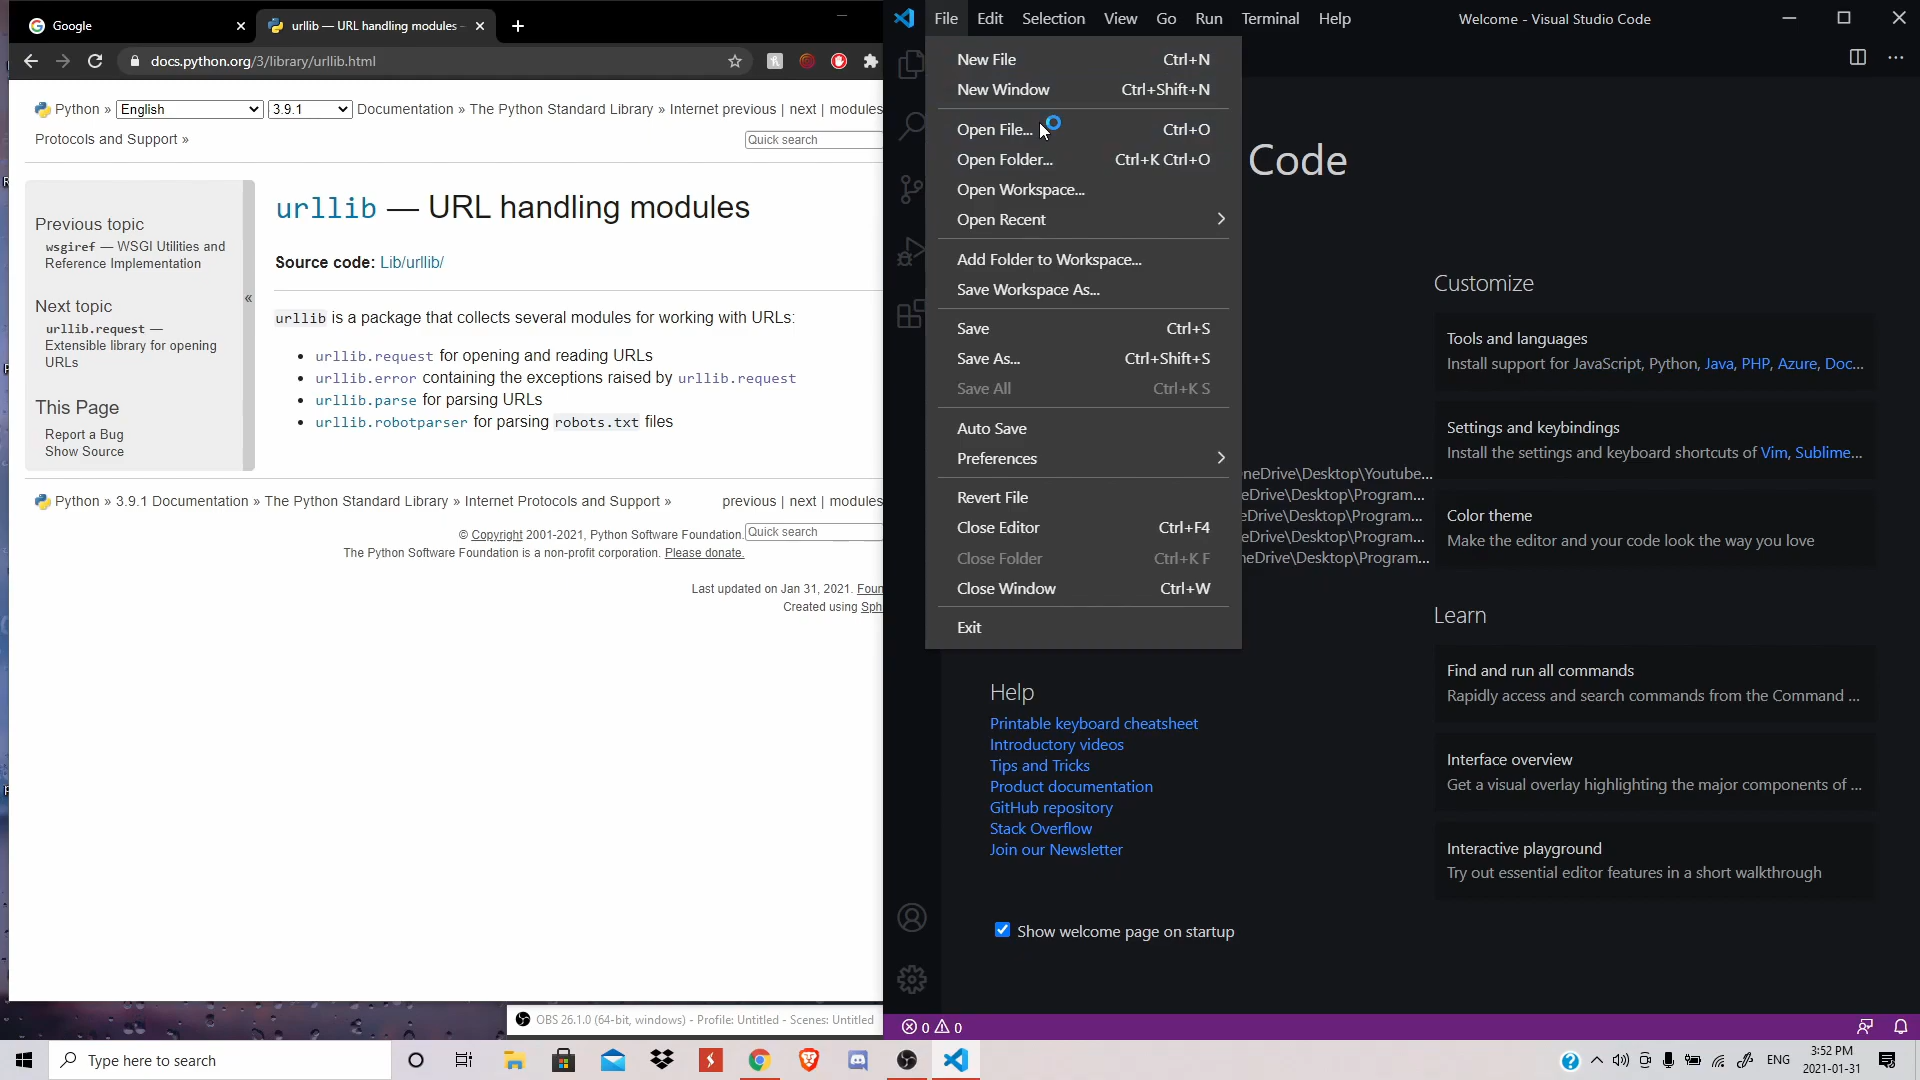 Google
urllib — URL handling modules —
docs.python.org/3/library/urllib.html
Python » English 3.9.1 Documentation » The Python Standard Library » Internet previous | next | modules
Protocols and Support »
Quick search
Previous topic
wsgiref — WSGI Utilities and
Reference Implementation
Next topic
urllib.request —
Extensible library for opening
URLs
This Page
Report a Bug
Show Source
«
urllib — URL handling modules
Source code: Lib/urllib/
urllib is a package that collects several modules for working with URLs:
• urllib.request for opening and reading URLs
• urllib.error containing the exceptions raised by urllib.request
• urllib.parse for parsing URLs
• urllib.robotparser for parsing robots.txt files
Python » 3.9.1 Documentation » The Python Standard Library » Internet Protocols and Support » previous | next | modules
Quick search
© Copyright 2001-2021, Python Software Foundation.
The Python Software Foundation is a non-profit corporation. Please donate.
Last updated on Jan 31, 2021. Foun
Created using Sph
OBS 26.1.0 (64-bit, windows) - Profile: Untitled - Scenes: Untitled
File Edit Selection View Go Run Terminal Help
Welcome - Visual Studio Code
New File Ctrl+N
New Window Ctrl+Shift+N
Open File... Ctrl+O
Open Folder... Ctrl+K Ctrl+O
Open Workspace...
Open Recent
Add Folder to Workspace...
Save Workspace As...
Save Ctrl+S
Save As... Ctrl+Shift+S
Save All Ctrl+K S
Auto Save
Preferences
Revert File
Close Editor Ctrl+F4
Close Folder Ctrl+K F
Close Window Ctrl+W
Exit
Code
neDrive\Desktop\Youtube...
eDrive\Desktop\Program...
eDrive\Desktop\Program...
neDrive\Desktop\Program...
eDrive\Desktop\Program...
Help
Printable keyboard cheatsheet
Introductory videos
Tips and Tricks
Product documentation
GitHub repository
Stack Overflow
Join our Newsletter
Show welcome page on startup
Customize
Tools and languages
Install support for JavaScript, Python, Java, PHP, Azure, Doc...
Settings and keybindings
Install the settings and keyboard shortcuts of Vim, Sublime...
Color theme
Make the editor and your code look the way you love
Learn
Find and run all commands
Rapidly access and search commands from the Command ...
Interface overview
Get a visual overlay highlighting the major components of ...
Interactive playground
Try out essential editor features in a short walkthrough
0 0
Type here to search
ENG
3:52 PM
2021-01-31